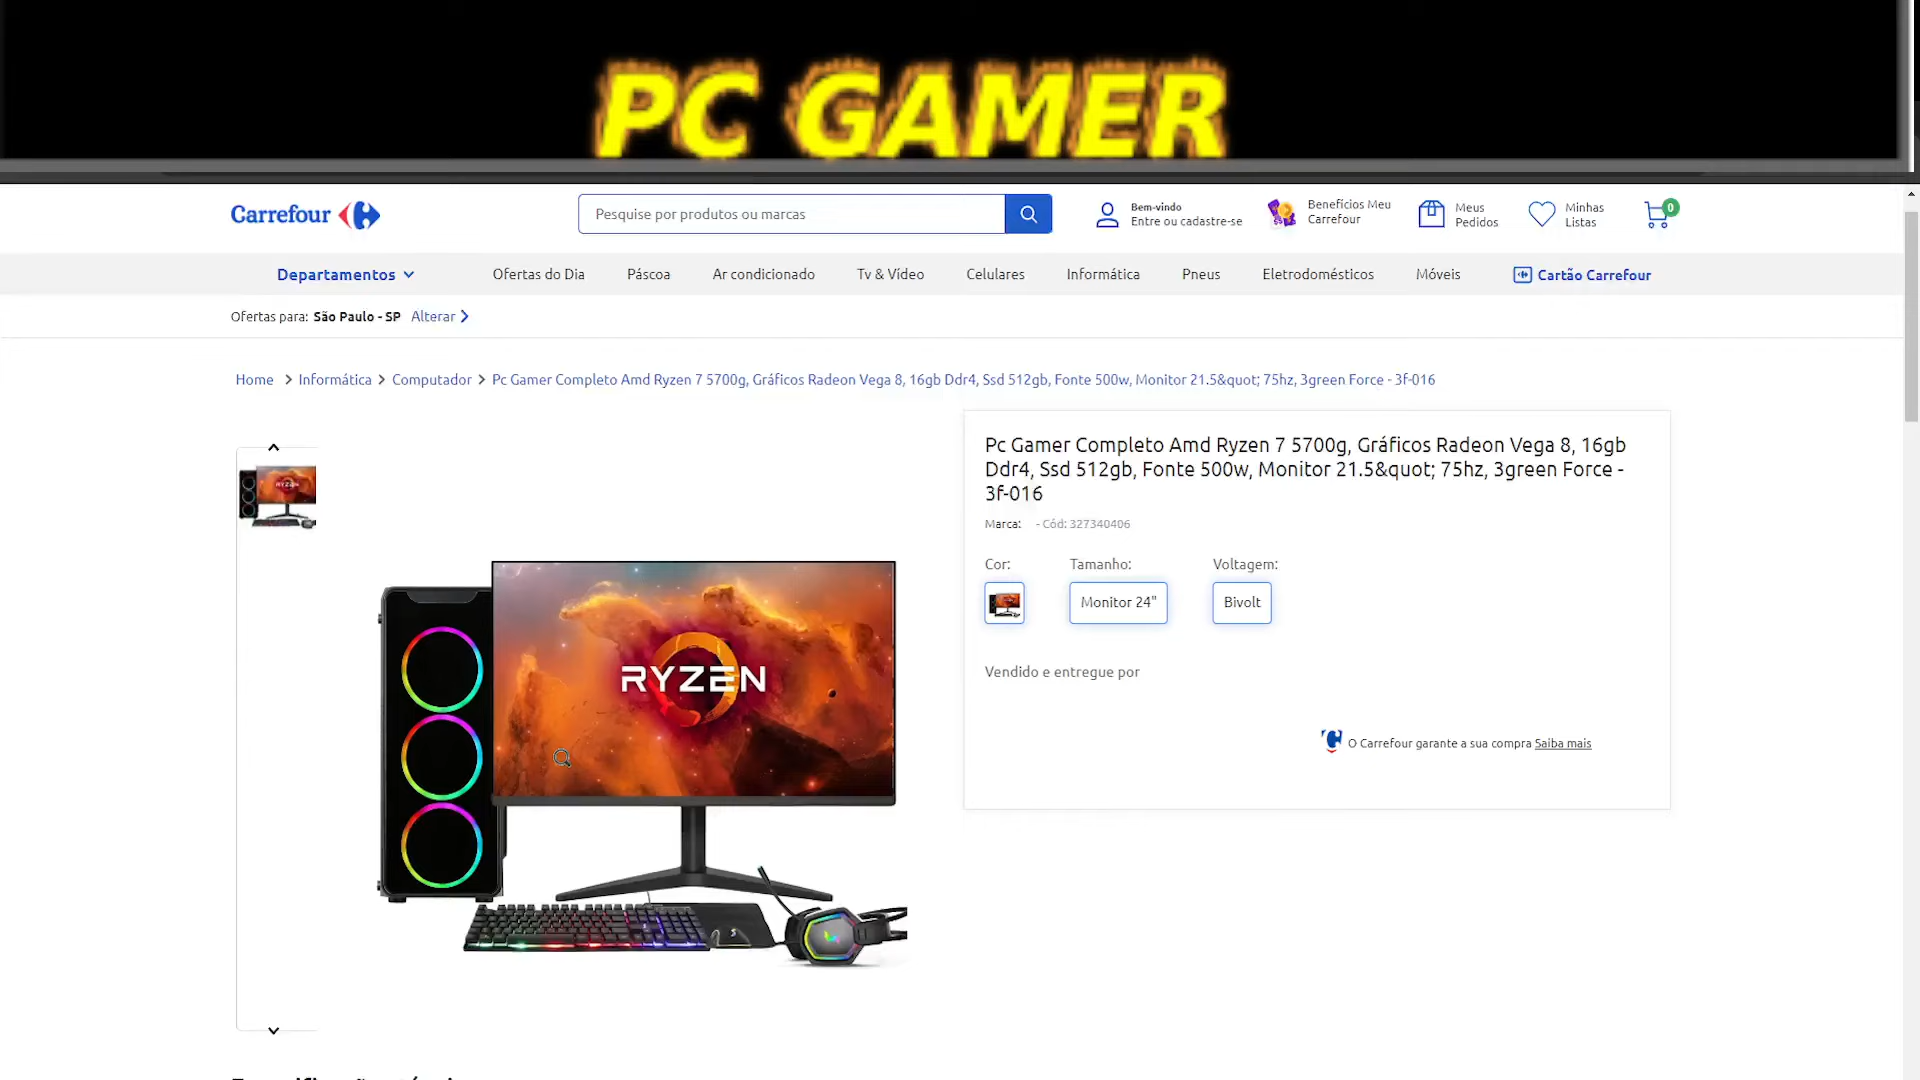 PC GAMER
Carrefour
Pesquise por produtos ou marcas
Bem-vindo
Entre ou cadastre-se
Benefícios Meu
Carrefour
Meus
Pedidos
Minhas
Listas
0
Departamentos
Ofertas do Dia
Páscoa
Ar condicionado
Tv & Vídeo
Celulares
Informática
Pneus
Eletrodomésticos
Móveis
Cartão Carrefour
Ofertas para: São Paulo - SP Alterar
Home > Informática > Computador > Pc Gamer Completo Amd Ryzen 7 5700g, Gráficos Radeon Vega 8, 16gb Ddr4, Ssd 512gb, Fonte 500w, Monitor 21.5&quot; 75hz, 3green Force - 3f-016
RYZEN
Pc Gamer Completo Amd Ryzen 7 5700g, Gráficos Radeon Vega 8, 16gb
Ddr4, Ssd 512gb, Fonte 500w, Monitor 21.5&quot; 75hz, 3green Force -
3f-016
Marca: - Cód: 327340406
Cor:
Tamanho:
Voltagem:
Monitor 24"
Bivolt
Vendido e entregue por
O Carrefour garante a sua compra Saiba mais